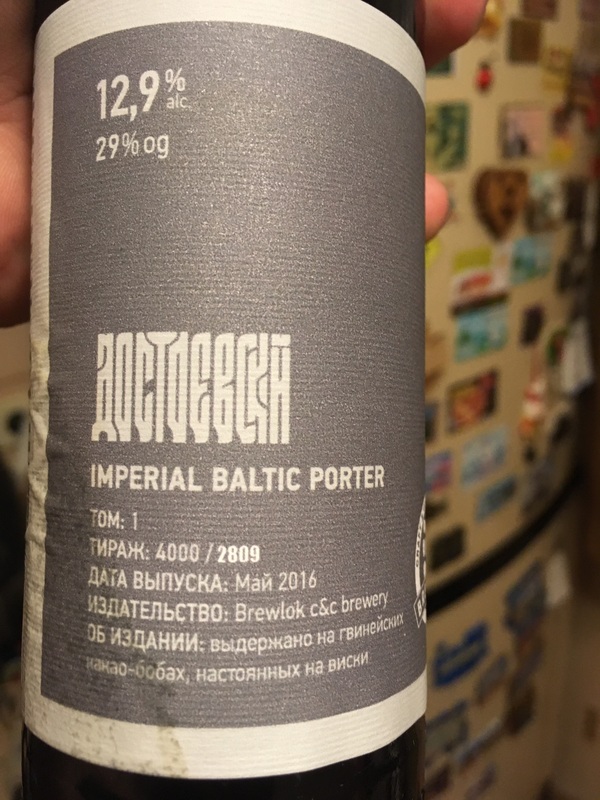 12,9%
alc.
29% og
ДОСТОЕВСКИЙ
IMPERIAL BALTIC PORTER
ТОМ: 1
ТИРАЖ: 4000 / 2809
ДАТА ВЫПУСКА: Май 2016
ИЗДАТЕЛЬСТВО: Brewlok c&c brewery
ОБ ИЗДАНИИ: выдержано на гвинейских
какао-бобах, настоянных на виски